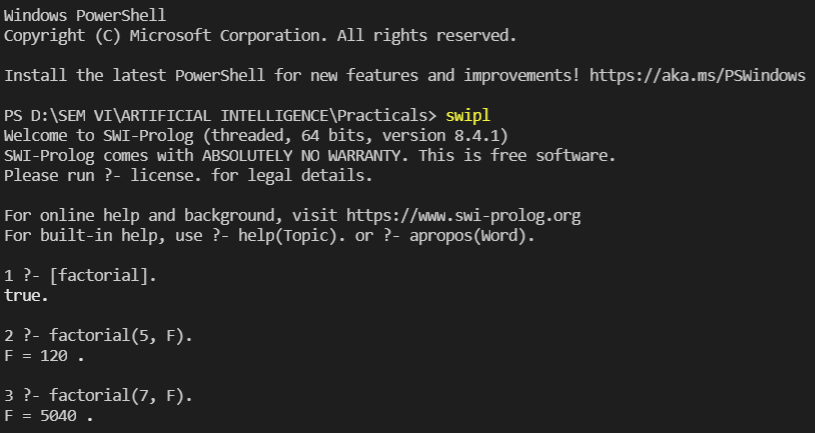 Windows PowerShell
Copyright (C) Microsoft Corporation. All rights reserved.
Install the latest PowerShell for new features and improvements! https://aka.ms/PSWindows
PS D:\SEM VI\ARTIFICIAL INTELLIGENCE\Practicals> swipl
Welcome to SWI-Prolog (threaded, 64 bits, version 8.4.1)
SWI-Prolog comes with ABSOLUTELY NO WARRANTY. This is free software.
Please run ?- license. for legal details.
For online help and background, visit https://www.swi-prolog.org
For built-in help, use ?- help(Topic). or ?- apropos(Word).
1 ?- [factorial].
true.
2 ?- factorial(5, F).
F = 120 .
3 ?- factorial(7, F).
F = 5040 .